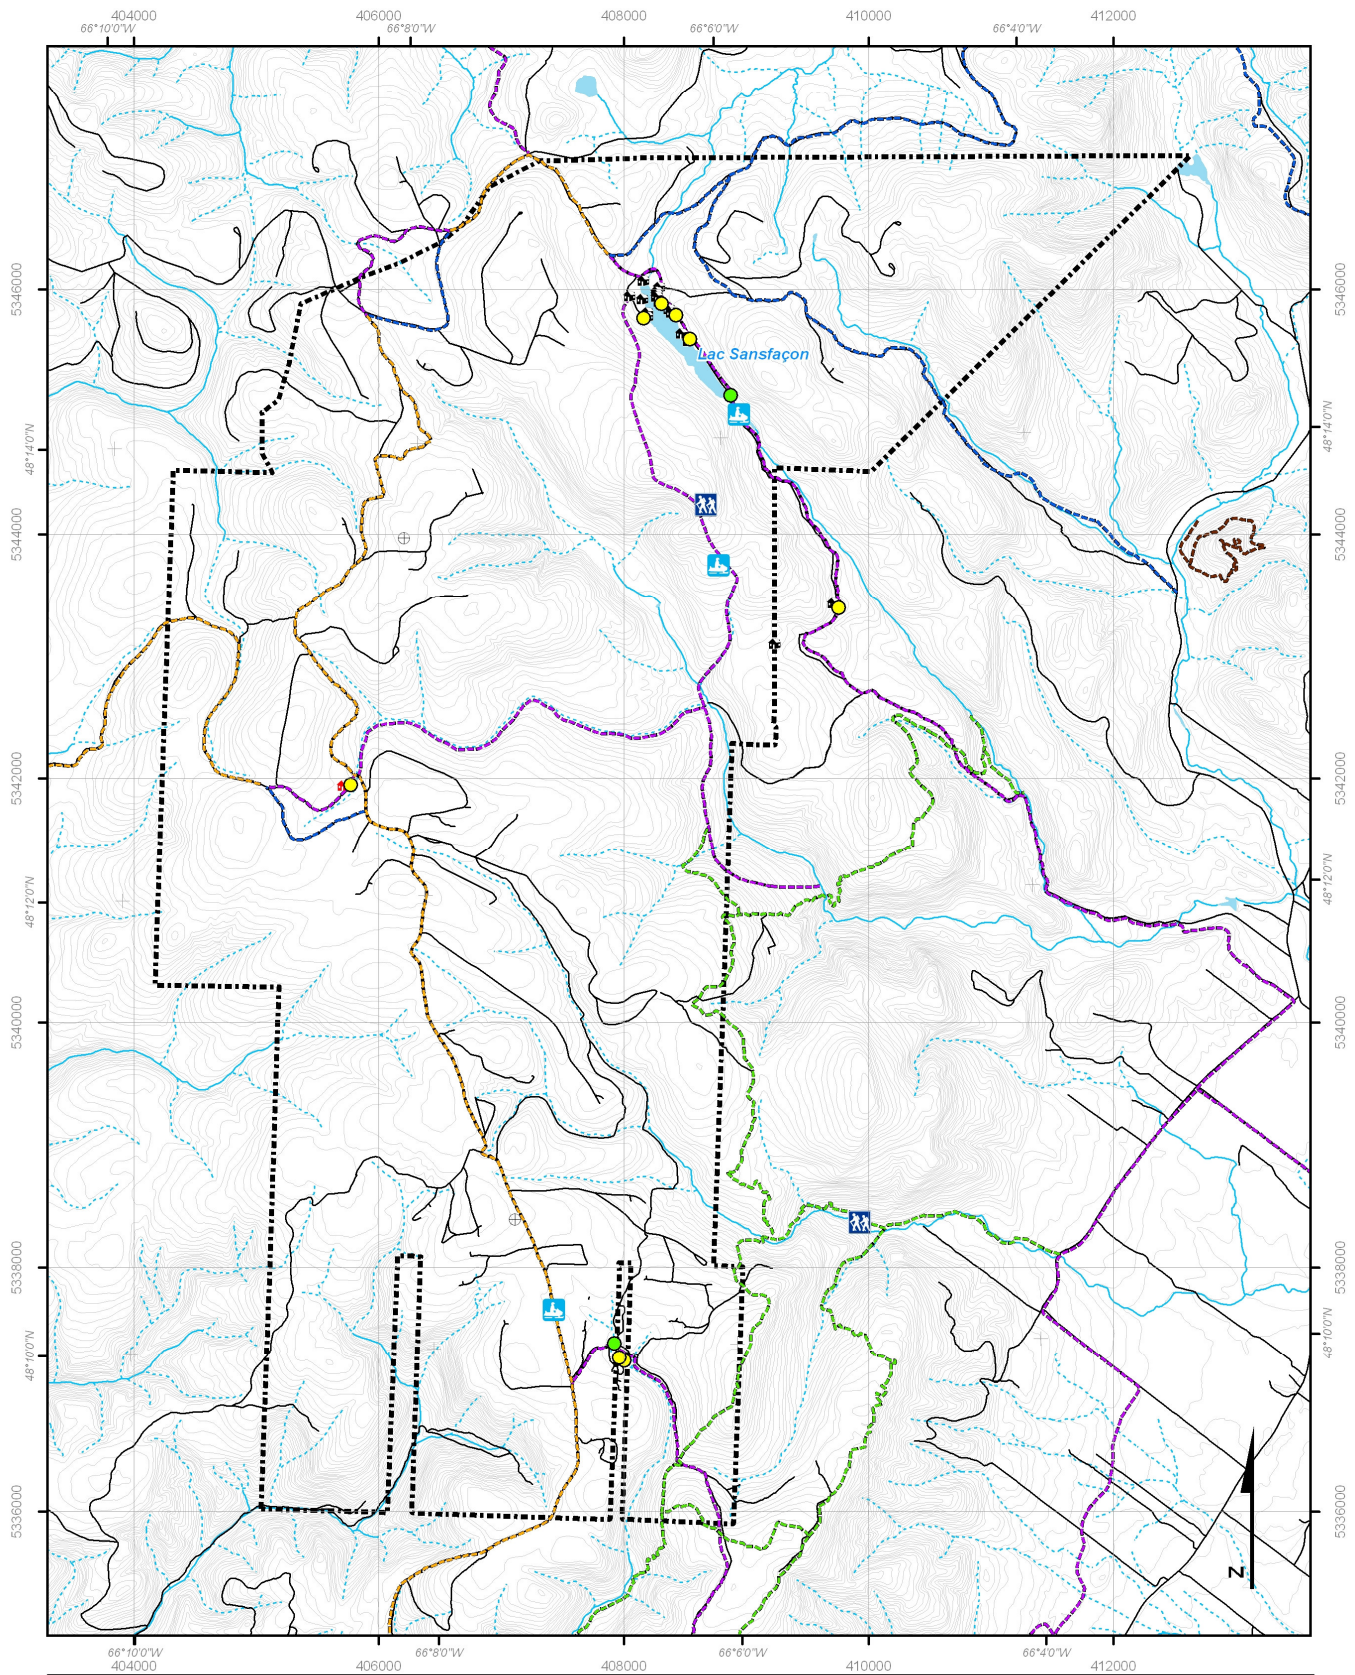 404000 406000 408000 410000 412000
66°10'0"W 66°8'0"W 66°6'0"W 66°4'0"W
5346000 5346000
Lac Sansfaçon
48°14'0"N 48°14'0"N
5344000 5344000
5342000 5342000
48°12'0"N 48°12'0"N
5340000 5340000
5338000 5338000
48°10'0"N 48°10'0"N
5336000 5336000
N
66°10'0"W 66°8'0"W 66°6'0"W 66°4'0"W
404000 406000 408000 410000 412000